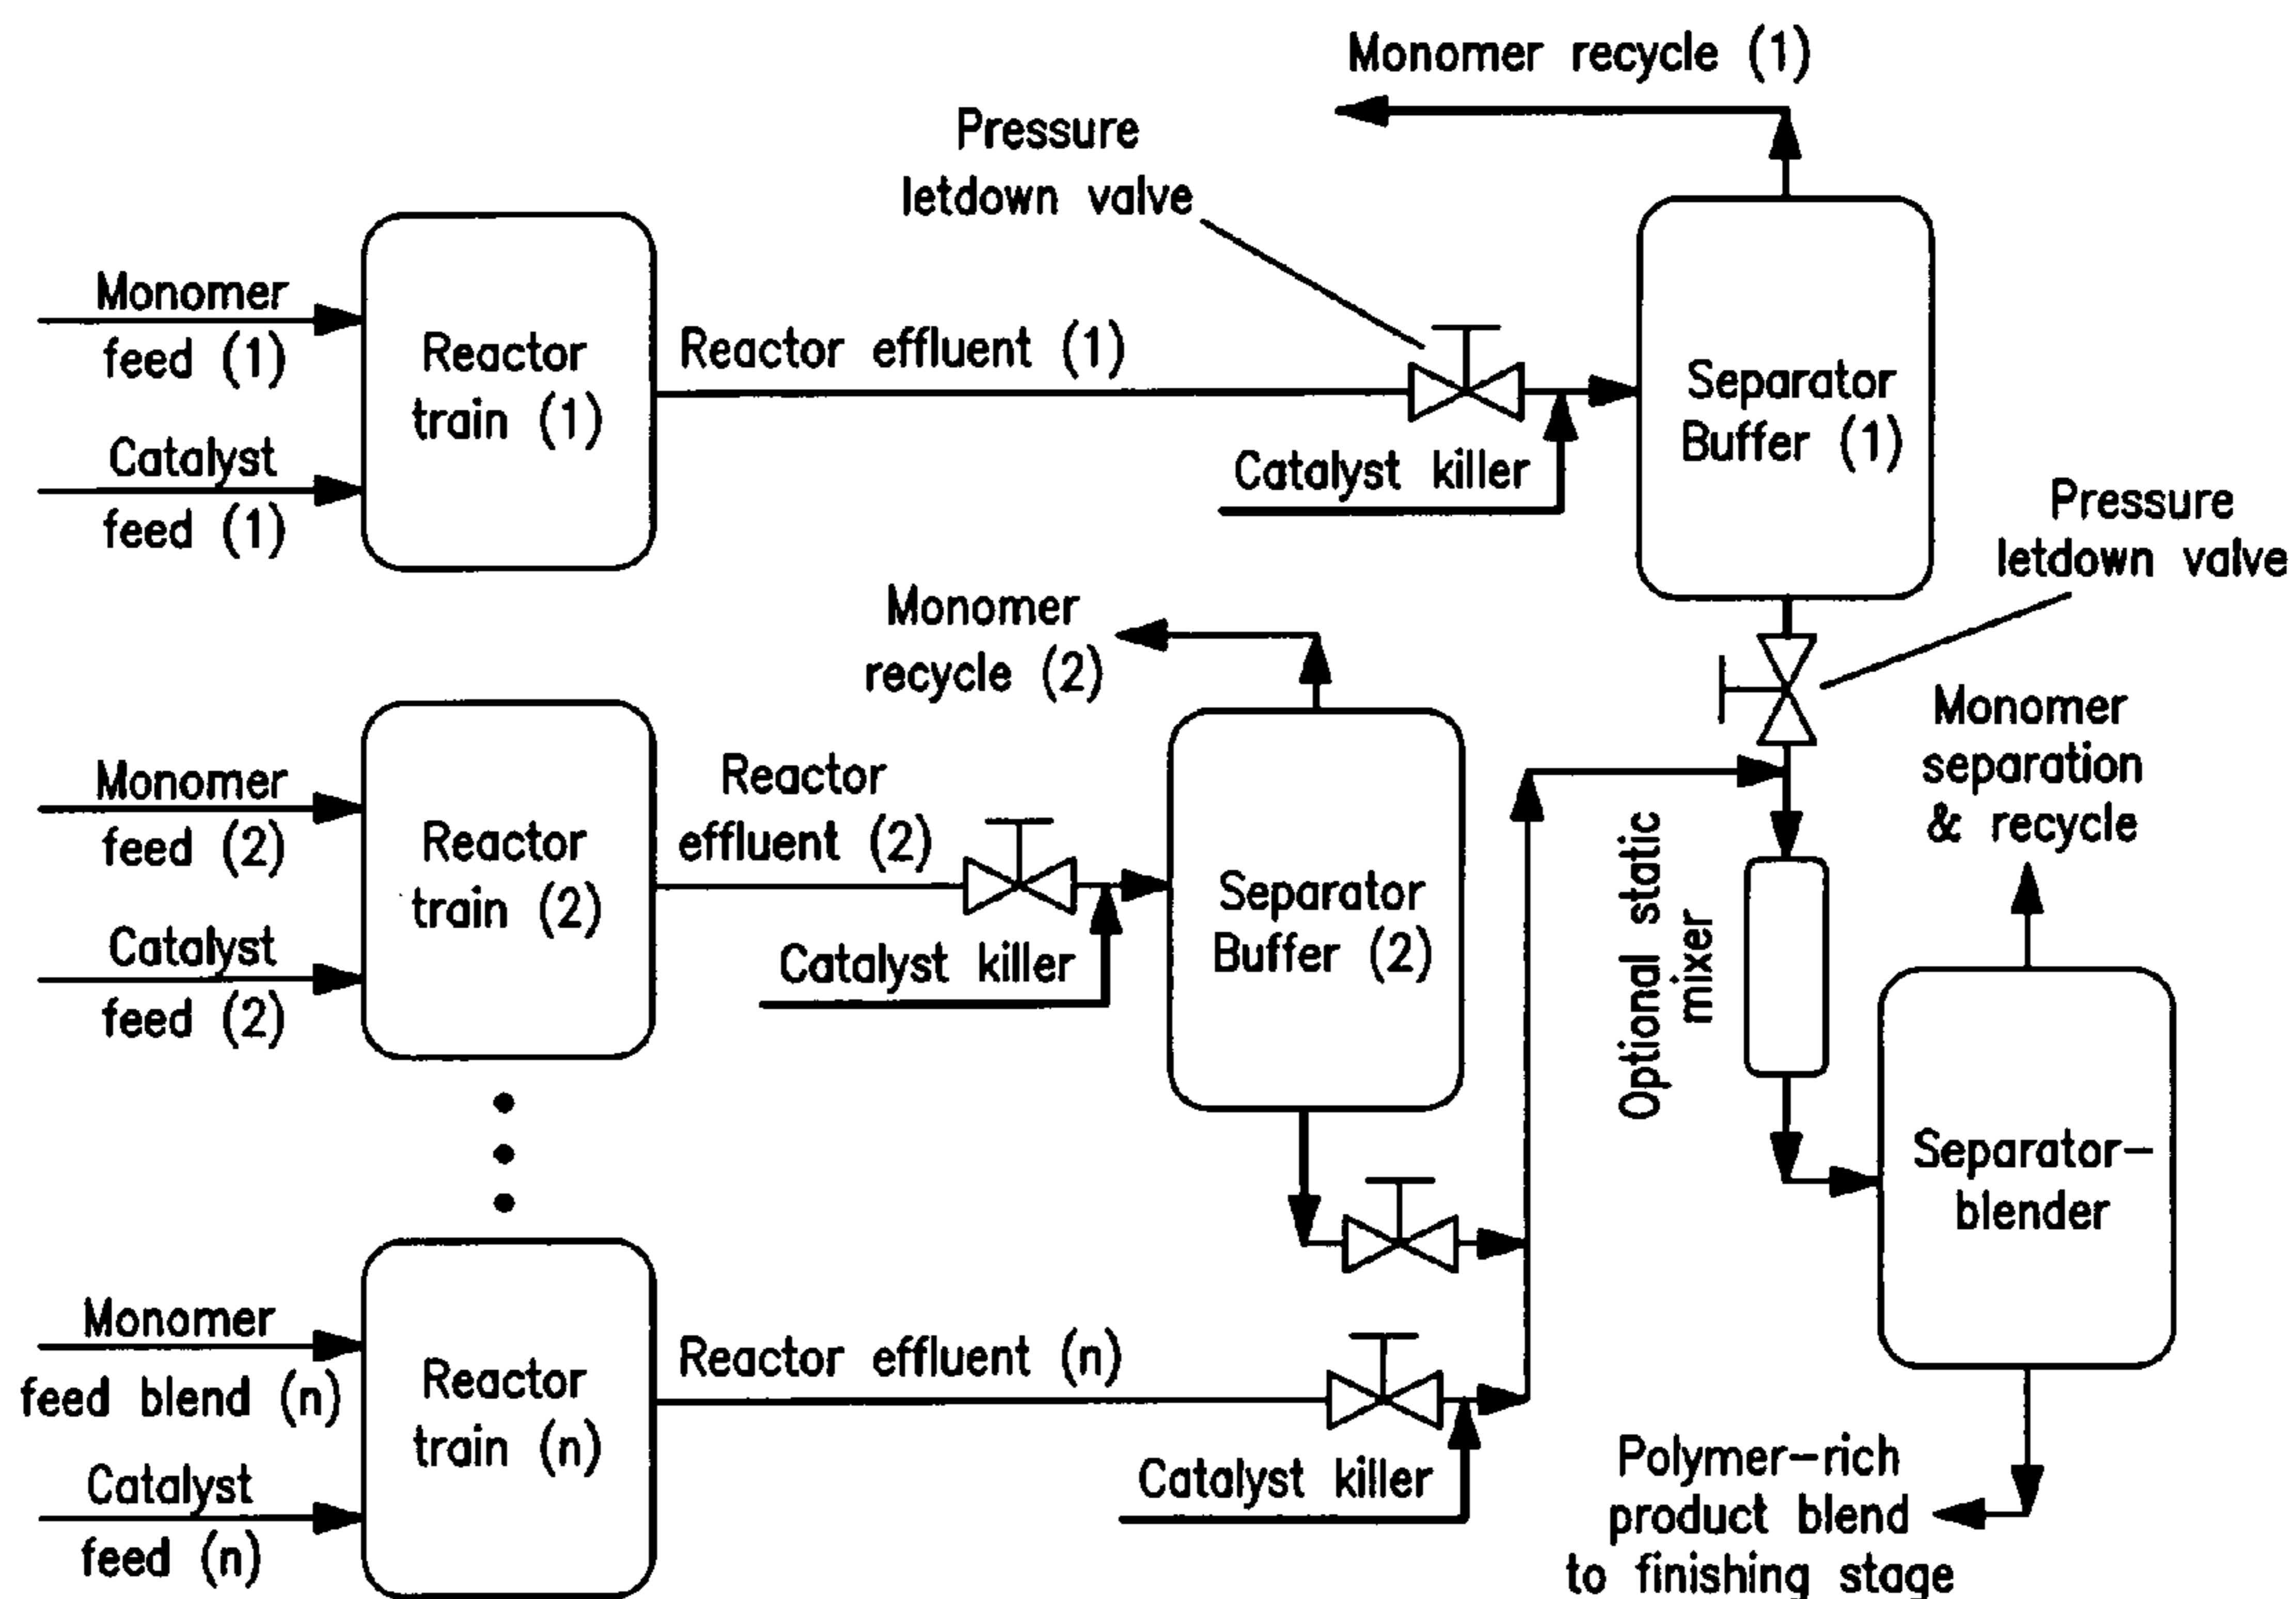 Monomer recycle (1)
Pressure
letdown valve
Monomer
feed (1)
Catalyst
feed (1)
Reactor
train (1)
Reactor effluent (1)
Catalyst killer
Separator
Buffer (1)
Pressure
letdown valve
Monomer
recycle (2)
Monomer
feed (2)
Catalyst
feed (2)
Reactor
train (2)
Reactor
effluent (2)
Catalyst killer
Separator
Buffer (2)
Optional static
mixer
Monomer
separation
& recycle
Separator-
blender
Monomer
feed blend (n)
Catalyst
feed (n)
Reactor
train (n)
Reactor effluent (n)
Catalyst killer
Polymer-rich
product blend
to finishing stage